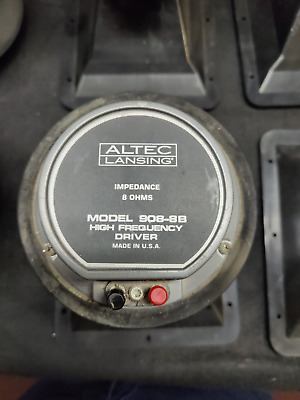 ALTEC
LANSING®
IMPEDANCE
8 OHMS
MODEL 908-8B
HIGH FREQUENCY
DRIVER
MADE IN U.S.A.